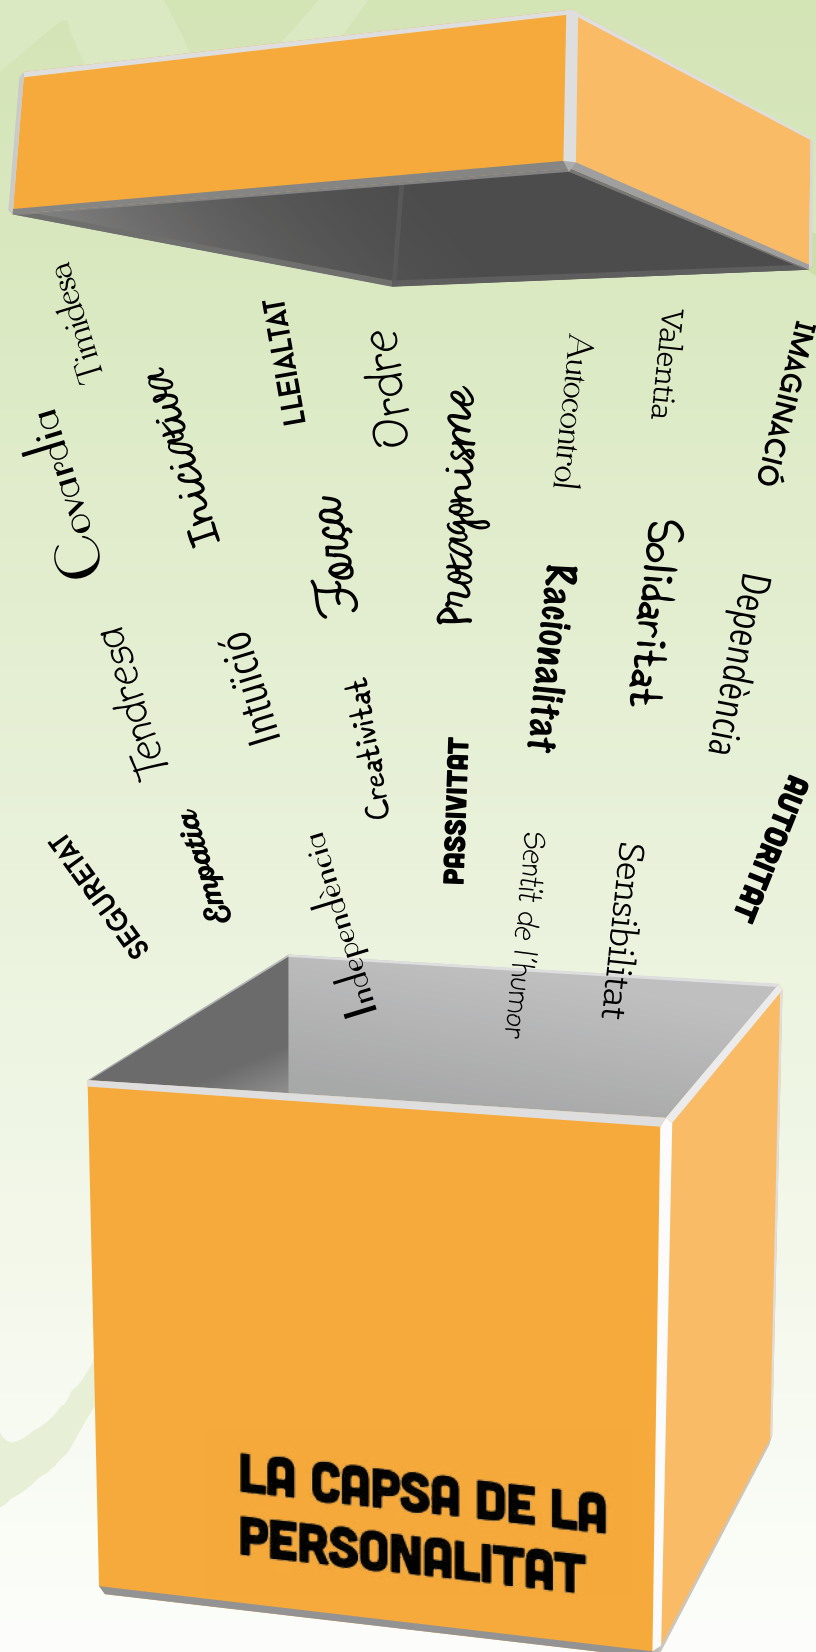 Timidesa
LLEIALTAT
Ordre
Autocontrol
Valentia
IMAGINACIÓ
Covardia
Iniciativa
Força
Protagonisme
Racionalitat
Solidaritat
Dependència
Tendresa
Intuïció
Creativitat
PASSIVITAT
AUTORITAT
SEGURETAT
Empatia
Independència
Sentit de l'humor
Sensibilitat
LA CAPSA DE LA
PERSONALITAT